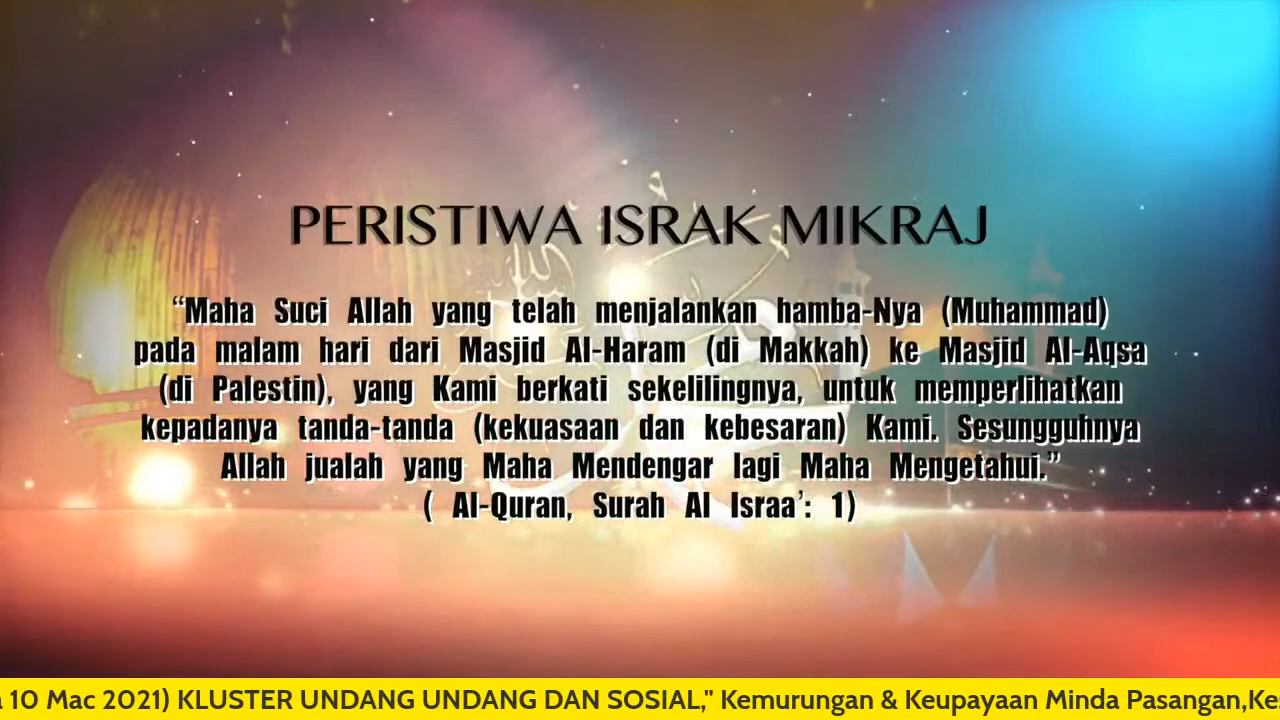 PERISTIWA ISRAK MIKRAJ
“Maha Suci Allah yang telah menjalankan hamba-Nya (Muhammad)
pada malam hari dari Masjid Al-Haram (di Makkah) ke Masjid Al-Aqsa
(di Palestin), yang Kami berkati sekelilingnya, untuk memperlihatkan
kepadanya tanda-tanda (kekuasaan dan kebesaran) Kami. Sesungguhnya
Allah jualah yang Maha Mendengar lagi Maha Mengetahui.”
( Al-Quran, Surah Al Israa’: 1)
10 Mac 2021) KLUSTER UNDANG UNDANG DAN SOSIAL," Kemurungan & Keupayaan Minda Pasangan,